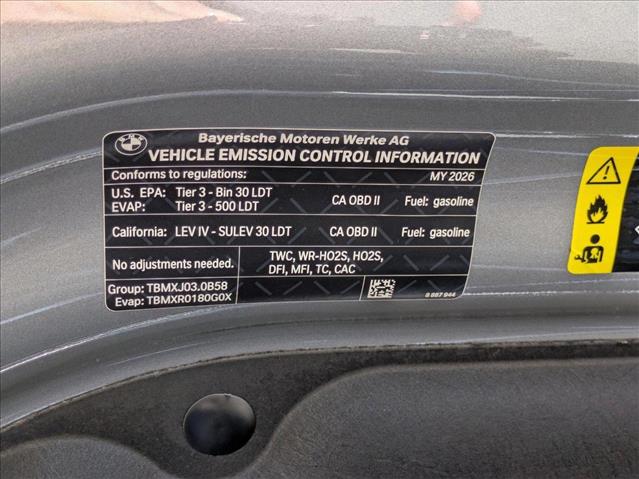 Bayerische Motoren Werke AG
VEHICLE EMISSION CONTROL INFORMATION
Conforms to regulations: MY 2026
U.S. EPA: Tier 3 - Bin 30 LDT CA OBD II Fuel: gasoline
EVAP: Tier 3 - 500 LDT
California: LEV IV - SULEV 30 LDT CA OBD II Fuel: gasoline
No adjustments needed. TWC, WR-HO2S, HO2S,
DFI, MFI, TC, CAC
Group: TBMXJ03.0B58
Evap: TBMXR0180G0X
8 887 944